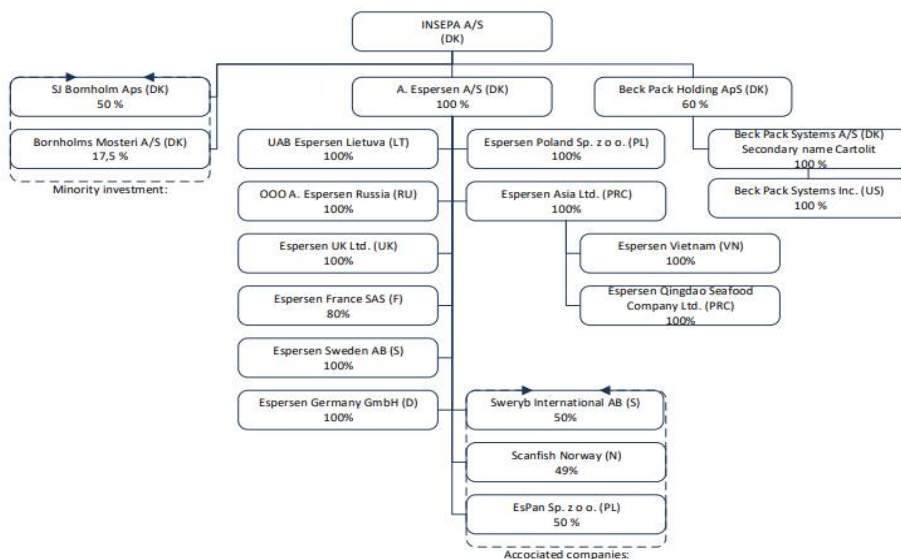 INSEPA A/S
(DK)
SJ Bornholm Aps (DK)
50 %
A. Espersen A/S (DK)
100 %
Beck Pack Holding ApS (DK)
60 %
Bornholms Mosteri A/S (DK)
17,5 %
Minority investment:
UAB Espersen Lietuva (LT)
100%
Espersen Poland Sp. z o o. (PL)
100%
Beck Pack Systems A/S (DK)
Secondary name Cartolit
100 %
OOO A. Espersen Russia (RU)
100%
Espersen Asia Ltd. (PRC)
100%
Beck Pack Systems Inc. (US)
100 %
Espersen UK Ltd. (UK)
100%
Espersen Vietnam (VN)
100%
Espersen France SAS (F)
80%
Espersen Qingdao Seafood
Company Ltd. (PRC)
100%
Espersen Sweden AB (S)
100%
Espersen Germany GmbH (D)
100%
Sweryb International AB (S)
50%
Scanfish Norway (N)
49%
EsPan Sp. z o o. (PL)
50 %
Accociated companies: